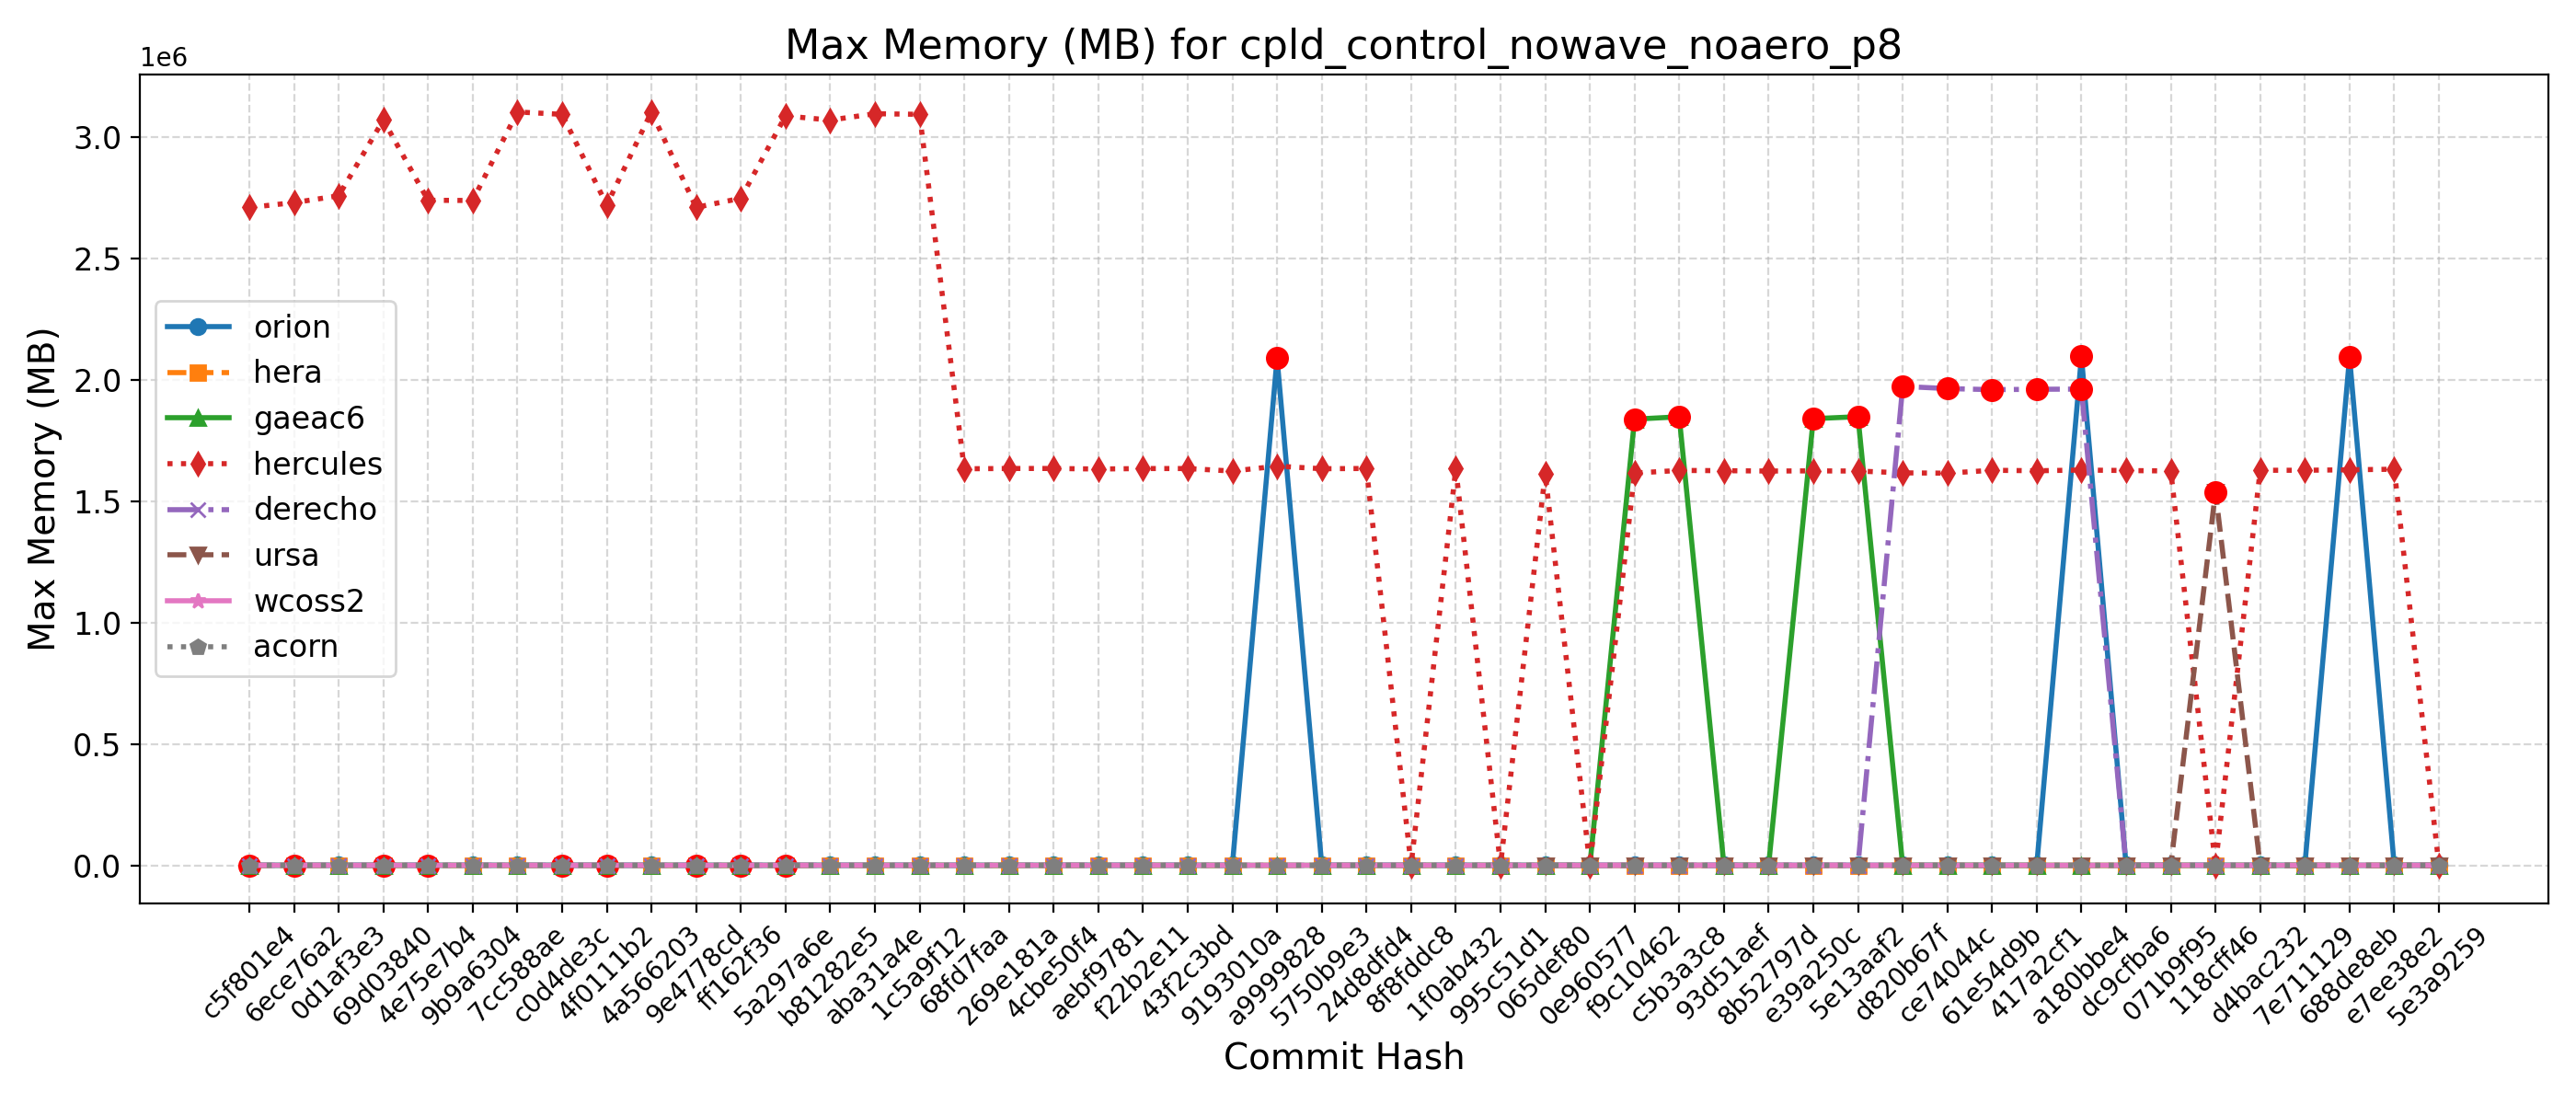 Max Memory (MB) for cpld_control_nowave_noaero_p8
1e6
3.0
2.5
2.0
1.5
1.0
0.5
0.0
Max Memory (MB)
orion
hera
gaeac6
hercules
derecho
ursa
wcoss2
acorn
c5f801e4
6ece76a2
0d1af3e3
69d03840
4e75e7b4
9b9a6304
7cc588ae
c0d4de3c
4f0111b2
4a566203
9e4778cd
ff162f36
5a297a6e
b81282e5
aba31a4e
1c5a9f12
68fd7faa
269e181a
4cbe50f4
aebf9781
f22b2e11
43f2c3bd
9193010a
a9999828
5750b9e3
24d8dfd4
8f8fddc8
1f0ab432
995c51d1
065def80
0e960577
f9c10462
c5b3a3c8
93d51aef
8b52797d
e39a250c
5e13aaf2
d820b67f
ce74044c
61e54d9b
417a2cf1
a180bbe4
dc9cfba6
071b9f95
118cff46
d4bac232
7e711129
688de8eb
e7ee38e2
5e3a9259
Commit Hash